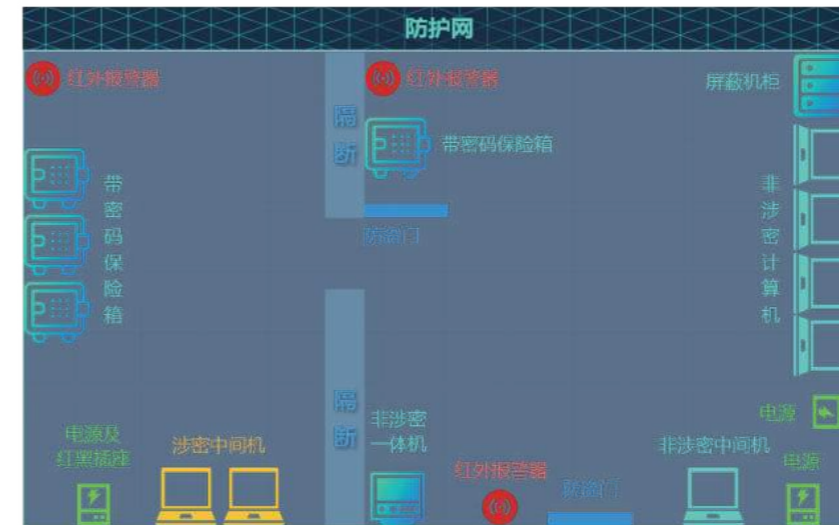 防护网
红外报警器
红外报警器
屏蔽机柜
隔断
带密码保险箱
带密码保险箱
防盗门
非涉密计算机
隔断
电源
非涉密
一体机
电源及
红黑插座
涉密中间机
非涉密中间机
电源
红外报警器
防盗门